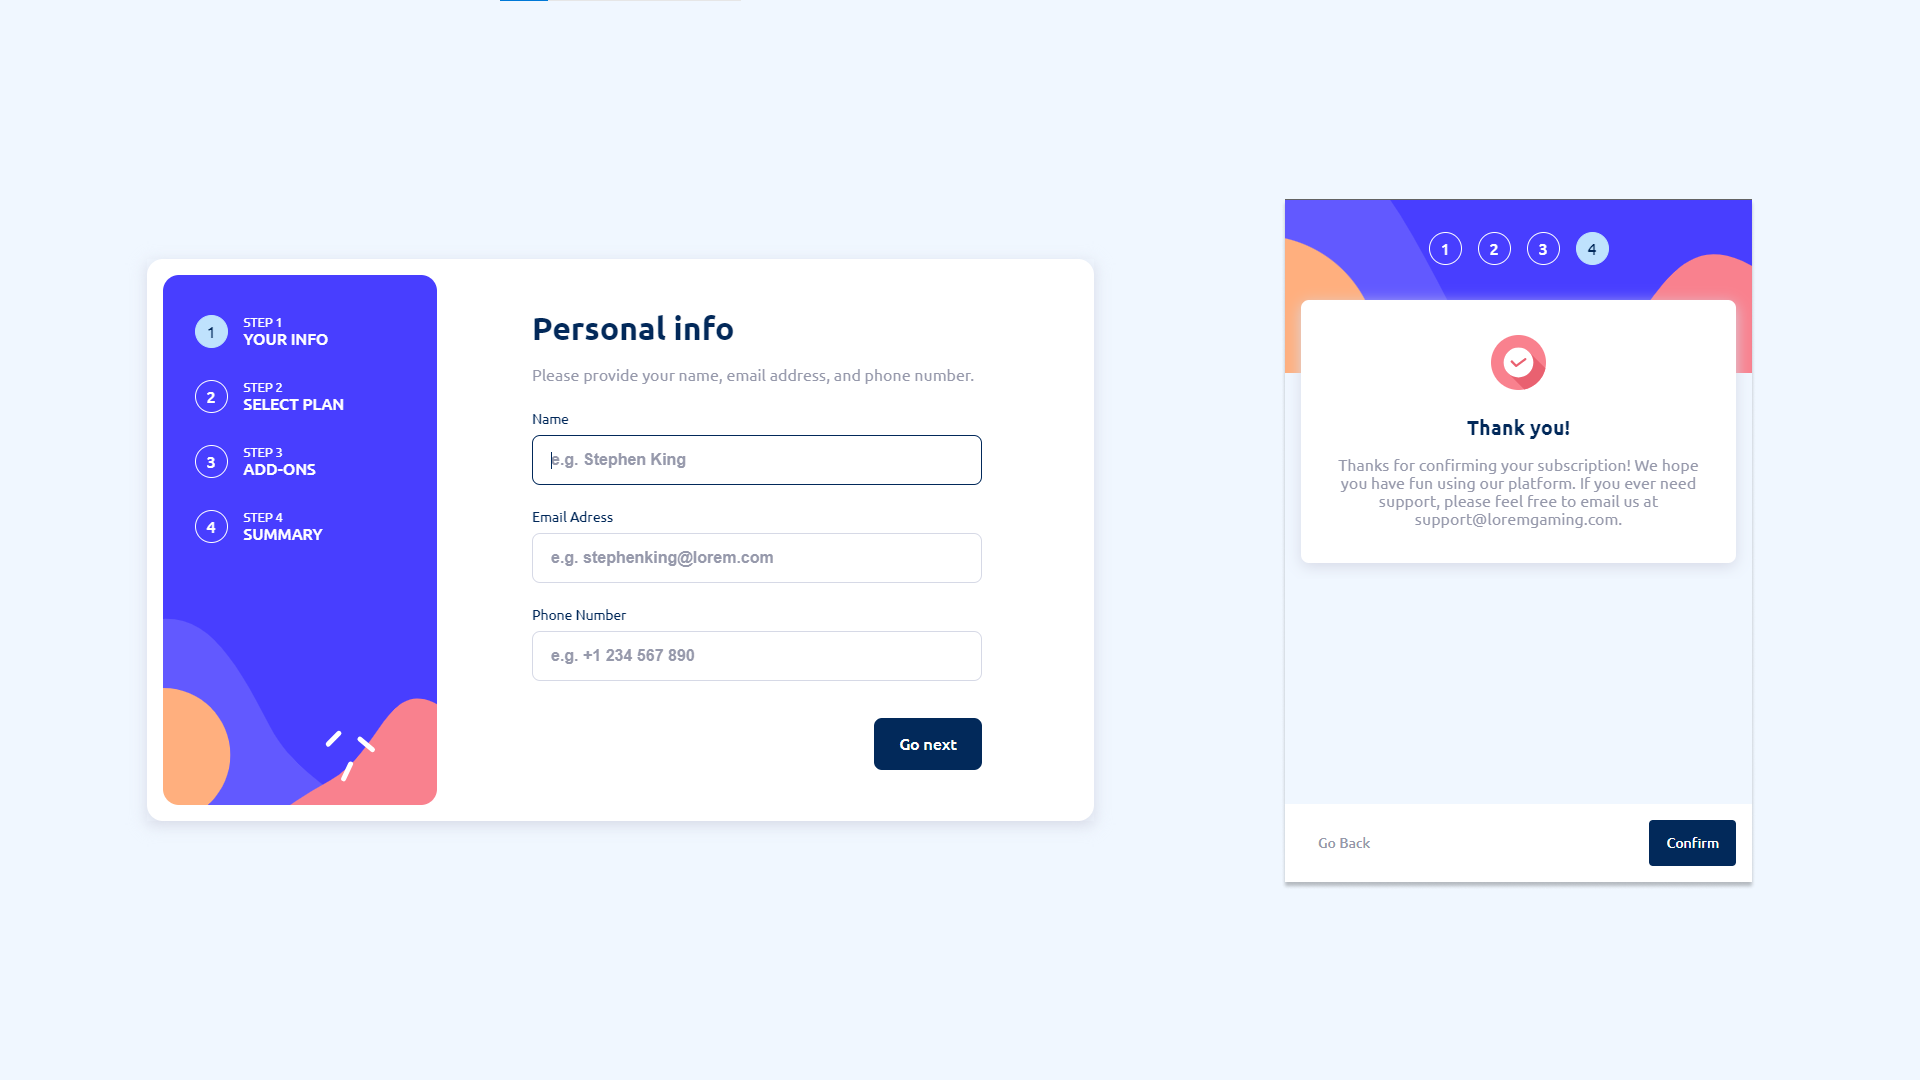 1
STEP 1
YOUR INFO
2
STEP 2
SELECT PLAN
3
STEP 3
ADD-ONS
4
STEP 4
SUMMARY
Personal info
Please provide your name, email address, and phone number.
Name
e.g. Stephen King
Email Adress
e.g. stephenking@lorem.com
Phone Number
e.g. +1 234 567 890
Go next
1 2 3 4
Thank you!
Thanks for confirming your subscription! We hope
you have fun using our platform. If you ever need
support, please feel free to email us at
support@loremgaming.com.
Go Back
Confirm